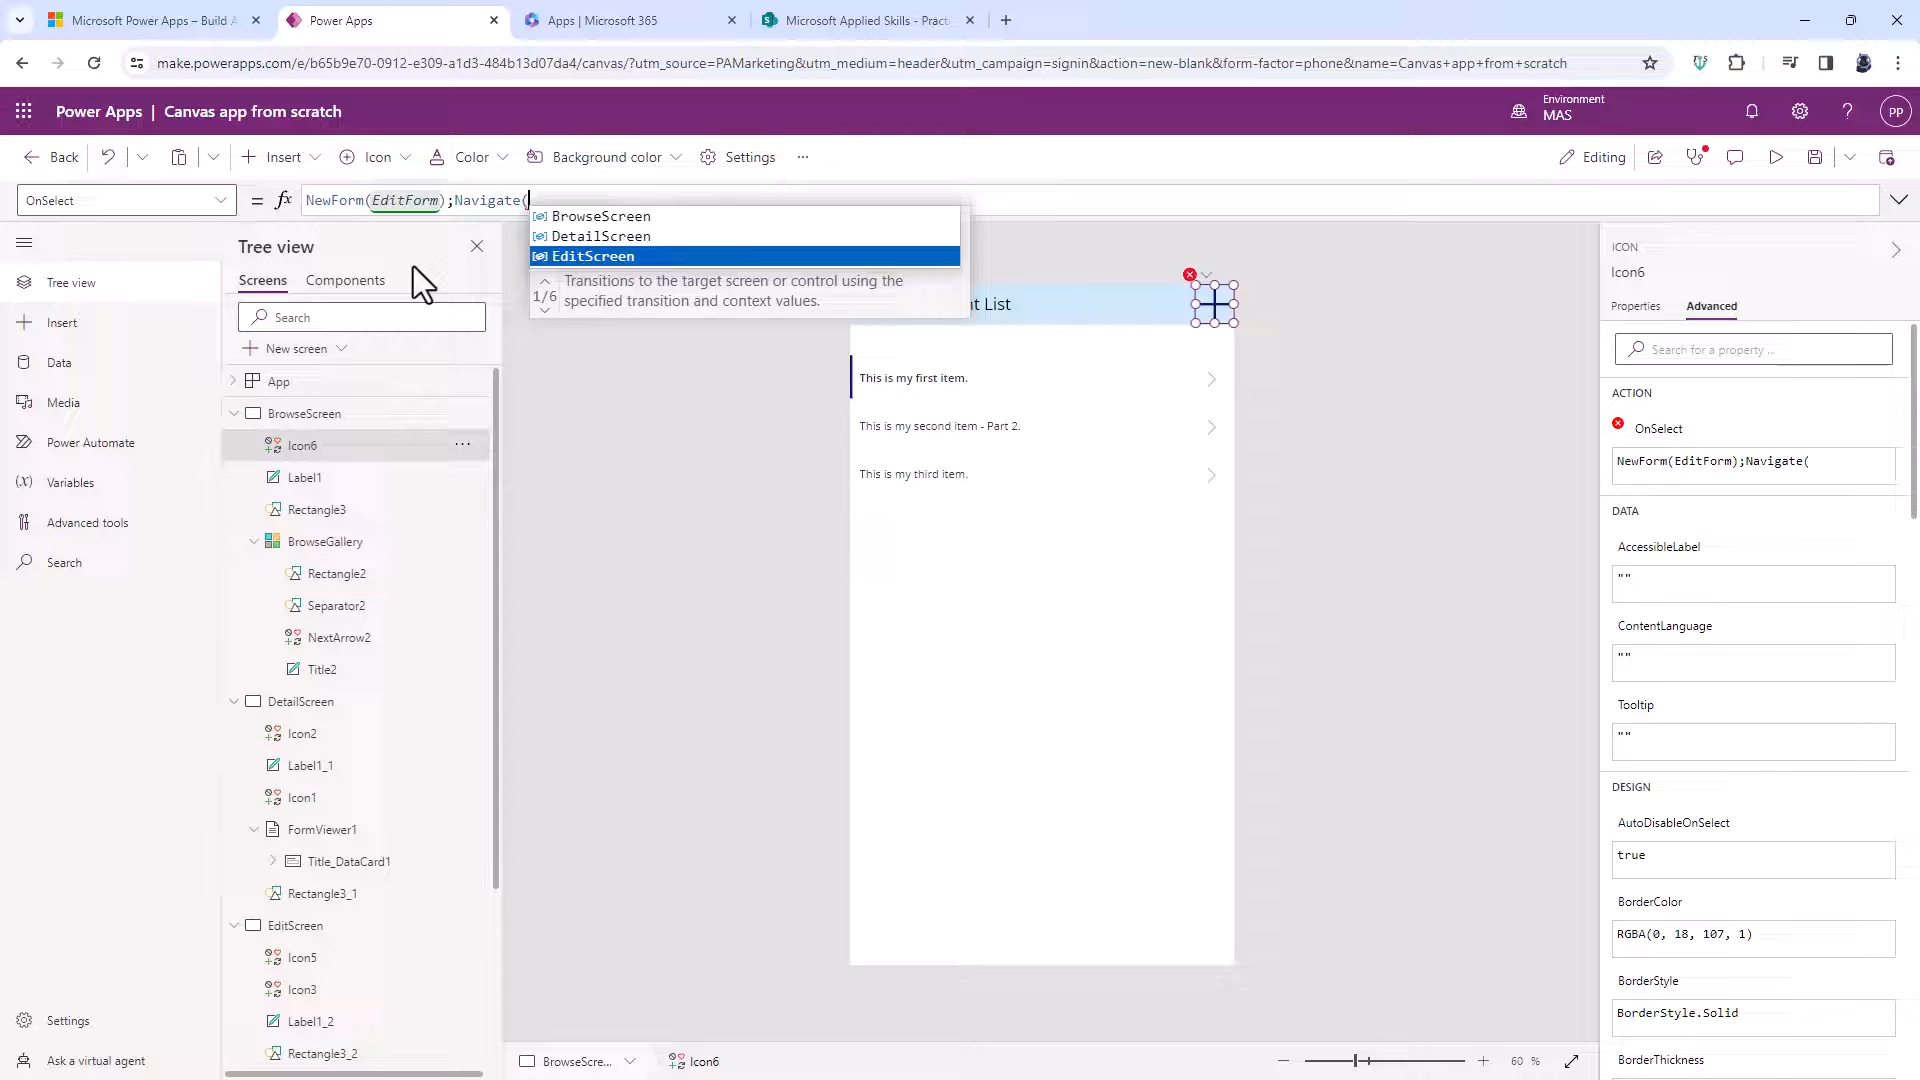 Microsoft Power Apps – Build A
Power Apps
Apps | Microsoft 365
Microsoft Applied Skills - Practi
make.powerapps.com/e/b65b9e70-0912-e309-a1d3-484b13d07da4/canvas/?utm_source=PAMarketing&utm_medium=header&utm_campaign=signin&action=new-blank&form-factor=phone&name=Canvas+app+from+scratch
Power Apps | Canvas app from scratch
Environment
MAS
PP
Back
Insert
Icon
Color
Background color
Settings
Editing
OnSelect
= fx NewForm(EditForm);Navigate(
BrowseScreen
DetailScreen
EditScreen
1/6
Transitions to the target screen or control using the
specified transition and context values.
Tree view
Insert
Data
Media
Power Automate
Variables
Advanced tools
Search
Settings
Ask a virtual agent
Tree view
Screens
Components
Search
New screen
App
BrowseScreen
Icon6
Label1
Rectangle3
BrowseGallery
Rectangle2
Separator2
NextArrow2
Title2
DetailScreen
Icon2
Label1_1
Icon1
FormViewer1
Title_DataCard1
Rectangle3_1
EditScreen
Icon5
Icon3
Label1_2
Rectangle3_2
nt List
This is my first item.
This is my second item - Part 2.
This is my third item.
BrowseScre...
Icon6
60 %
ICON
Icon6
Properties
Advanced
Search for a property ...
ACTION
OnSelect
NewForm(EditForm);Navigate(
DATA
AccessibleLabel
""
ContentLanguage
""
Tooltip
""
DESIGN
AutoDisableOnSelect
true
BorderColor
RGBA(0, 18, 107, 1)
BorderStyle
BorderStyle.Solid
BorderThickness